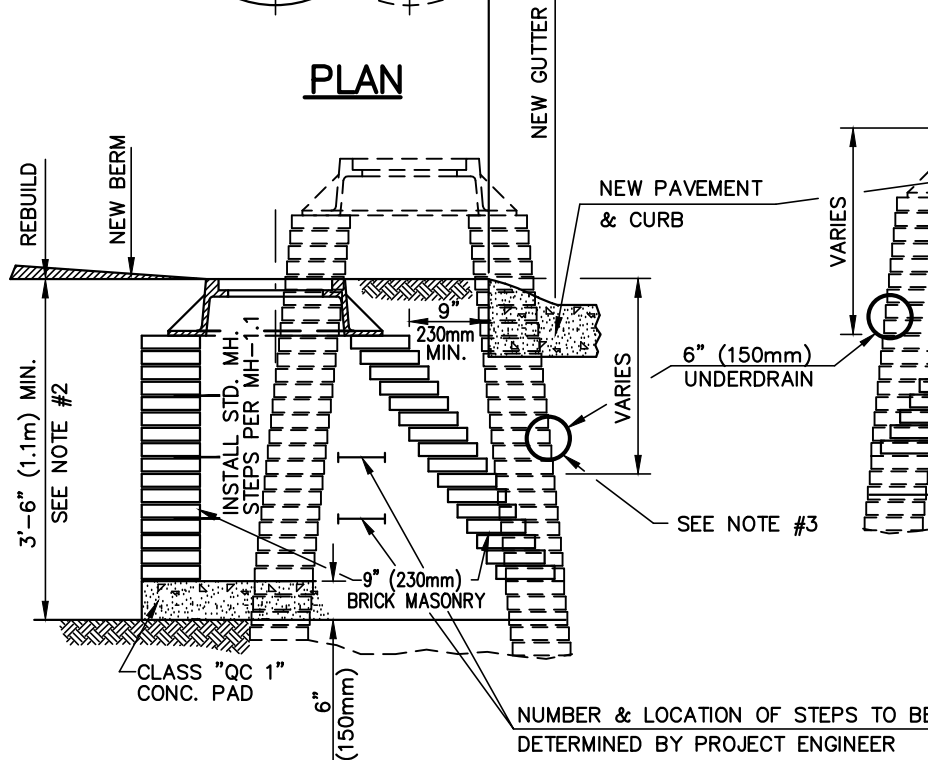 PLAN
NEW GUTTER
REBUILD
NEW BERM
NEW PAVEMENT
& CURB
VARIES
9"
230mm
MIN.
VARIES
6" (150mm)
UNDERDRAIN
3'-6" (1.1m) MIN.
SEE NOTE #2
INSTALL STD. MH.
STEPS PER MH-1.1
SEE NOTE #3
9" (230mm)
BRICK MASONRY
CLASS "QC 1"
CONC. PAD
6"
(150mm)
NUMBER & LOCATION OF STEPS TO BE
DETERMINED BY PROJECT ENGINEER